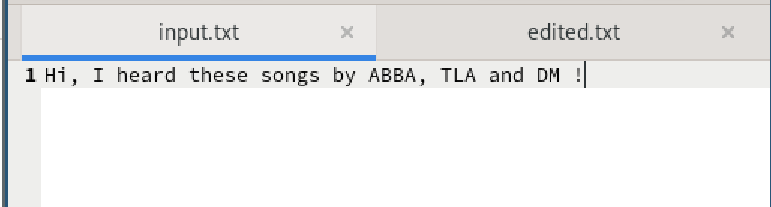 input.txt × edited.txt ×
1 Hi, I heard these songs by ABBA, TLA and DM !